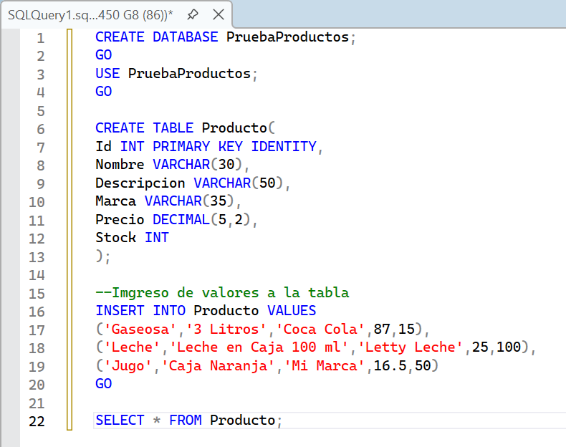 SQLQuery1.sq...450 G8 (86))*
1 CREATE DATABASE PruebaProductos;
2 GO
3 USE PruebaProductos;
4 GO
5
6 CREATE TABLE Producto(
7 Id INT PRIMARY KEY IDENTITY,
8 Nombre VARCHAR(30),
9 Descripcion VARCHAR(50),
10 Marca VARCHAR(35),
11 Precio DECIMAL(5,2),
12 Stock INT
13 );
14
15 --Imgreso de valores a la tabla
16 INSERT INTO Producto VALUES
17 ('Gaseosa','3 Litros','Coca Cola',87,15),
18 ('Leche','Leche en Caja 100 ml','Letty Leche',25,100),
19 ('Jugo','Caja Naranja','Mi Marca',16.5,50)
20 GO
21
22 SELECT * FROM Producto;